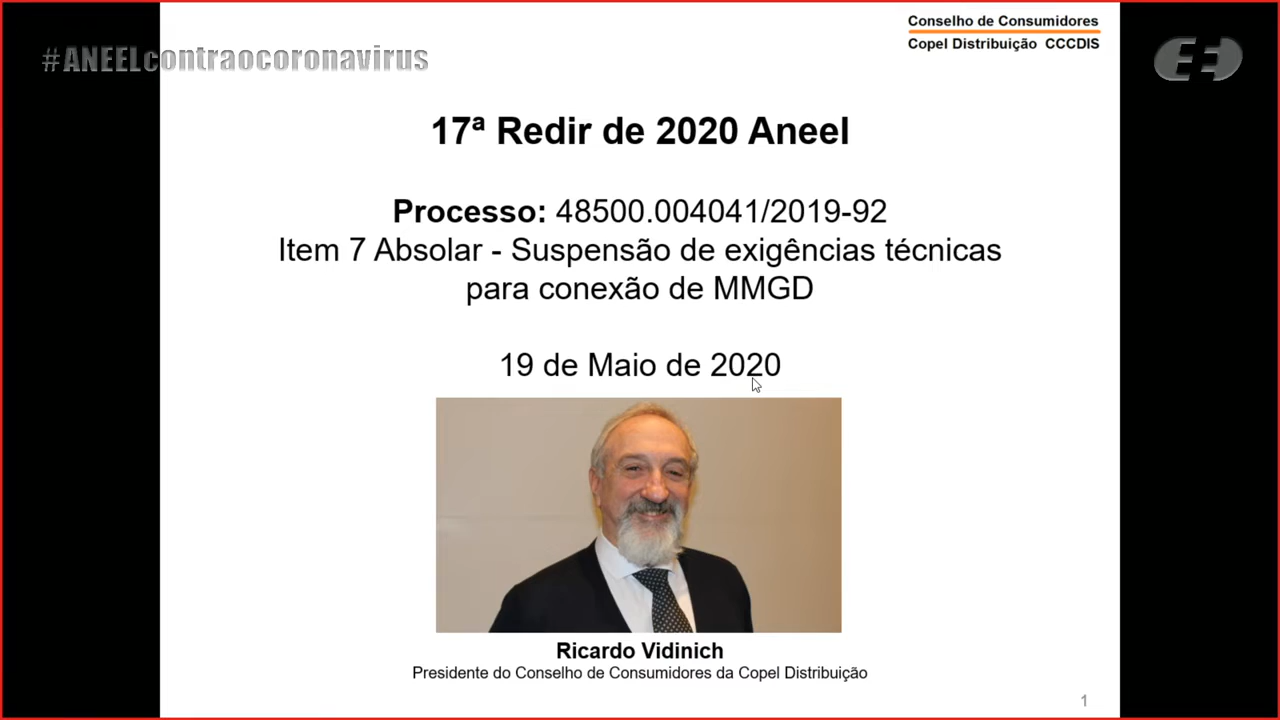 Conselho de Consumidores
#ANEELcontraocoronavirus
Copel Distribuição CCCDIS
17ª Redir de 2020 Aneel
Processo: 48500.004041/2019-92
Item 7 Absolar - Suspensão de exigências técnicas
para conexão de MMGD
19 de Maio de 2020
Ricardo Vidinich
Presidente do Conselho de Consumidores da Copel Distribuição
1